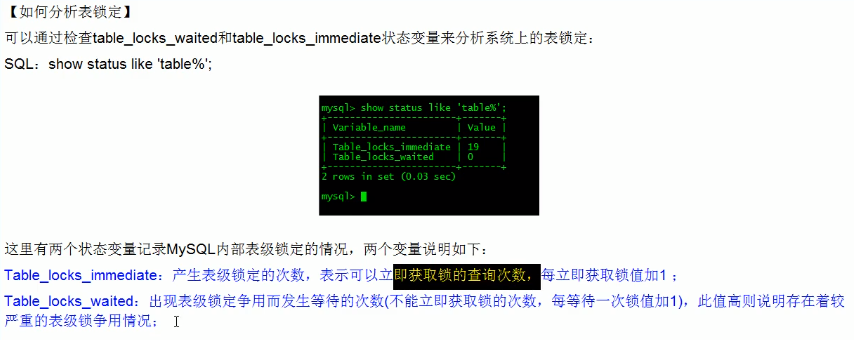 【如何分析表锁定】
可以通过检查table_locks_waited和table_locks_immediate状态变量来分析系统上的表锁定：
SQL：show status like 'table%';
mysql> show status like 'table%';
+-----------------------+-------+
| Variable_name | Value |
+-----------------------+-------+
| Table_locks_immediate | 19 |
| Table_locks_waited | 0 |
+-----------------------+-------+
2 rows in set (0.03 sec)
mysql>
这里有两个状态变量记录MySQL内部表级锁定的情况，两个变量说明如下：
Table_locks_immediate：产生表级锁定的次数，表示可以立即获取锁的查询次数，每立即获取锁值加1 ；
Table_locks_waited：出现表级锁定争用而发生等待的次数(不能立即获取锁的次数，每等待一次锁值加1)，此值高则说明存在着较
严重的表级锁争用情况；